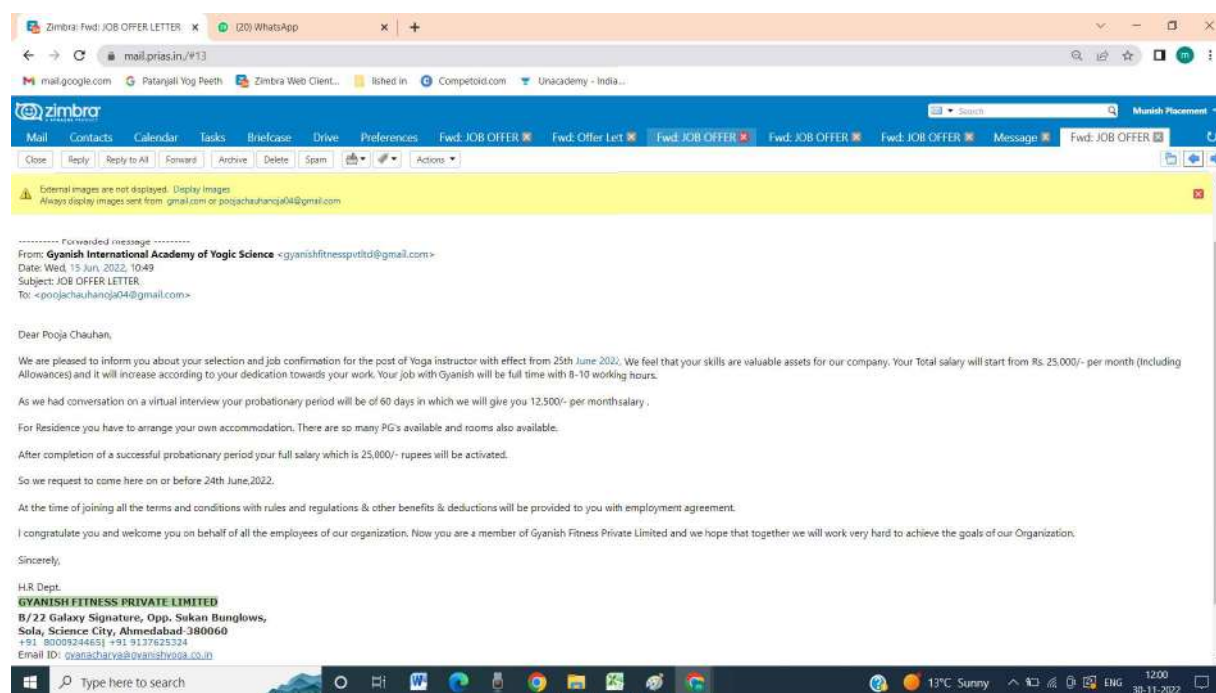 Zimbra: Fwd: JOB OFFER LETTER
(20) WhatsApp
mail.prias.in./#13
mail.google.com
Patanjali Yog Peeth
Zimbra Web Client...
lished in
Competoid.com
Unacademy - India...
zimbra
Search
Munish Placement
Mail Contacts Calendar Tasks Briefcase Drive Preferences Fwd: JOB OFFER Fwd: Offer Lett Fwd: JOB OFFER Fwd: JOB OFFER Fwd: JOB OFFER Message Fwd: JOB OFFER
Close Reply Reply to All Forward Archive Delete Spam Actions
External images are not displayed. Display Images
Always display images sent from gmail.com or poojachauhanoja04@gmail.com
---------- Forwarded message ---------
From: Gyanish International Academy of Yogic Science <gyanishfitnesspvtltd@gmail.com>
Date: Wed, 15 Jun, 2022, 10:49
Subject: JOB OFFER LETTER
To: <poojachauhanoja04@gmail.com>
Dear Pooja Chauhan,
We are pleased to inform you about your selection and job confirmation for the post of Yoga instructor with effect from 25th June 2022. We feel that your skills are valuable assets for our company. Your Total salary will start from Rs. 25,000/- per month (Including
Allowances) and it will increase according to your dedication towards your work. Your job with Gyanish will be full time with 8-10 working hours.
As we had conversation on a virtual interview your probationary period will be of 60 days in which we will give you 12,500/- per monthsalary .
For Residence you have to arrange your own accommodation. There are so many PG's available and rooms also available.
After completion of a successful probationary period your full salary which is 25,000/- rupees will be activated.
So we request to come here on or before 24th June,2022.
At the time of joining all the terms and conditions with rules and regulations & other benefits & deductions will be provided to you with employment agreement.
I congratulate you and welcome you on behalf of all the employees of our organization. Now you are a member of Gyanish Fitness Private Limited and we hope that together we will work very hard to achieve the goals of our Organization.
Sincerely,
H.R Dept.
GYANISH FITNESS PRIVATE LIMITED
B/22 Galaxy Signature, Opp. Sukan Bunglows,
Sola, Science City, Ahmedabad-380060
+91 8000924465| +91 9137625324
Email ID: gyanacharya@gyanishyoga.co.in
Type here to search
13°C Sunny
ENG
12:00
30-11-2022